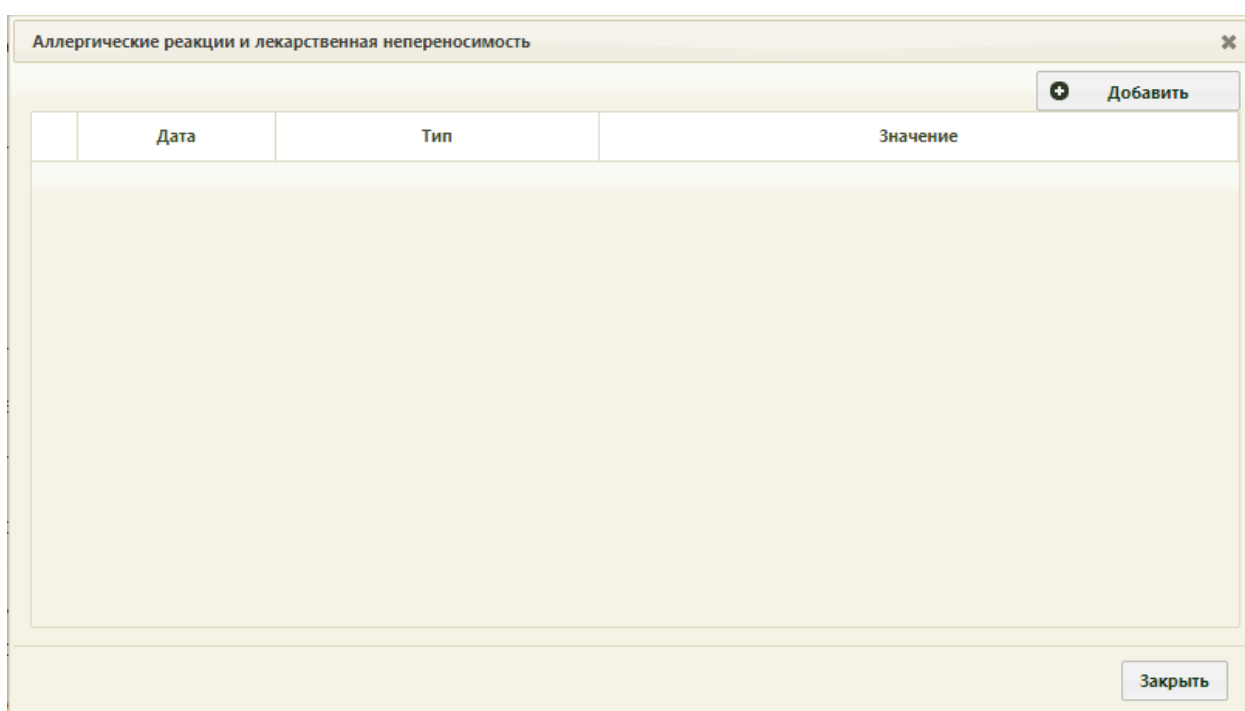 Аллергические реакции и лекарственная непереносимость
Добавить
Дата Тип Значение
Закрыть